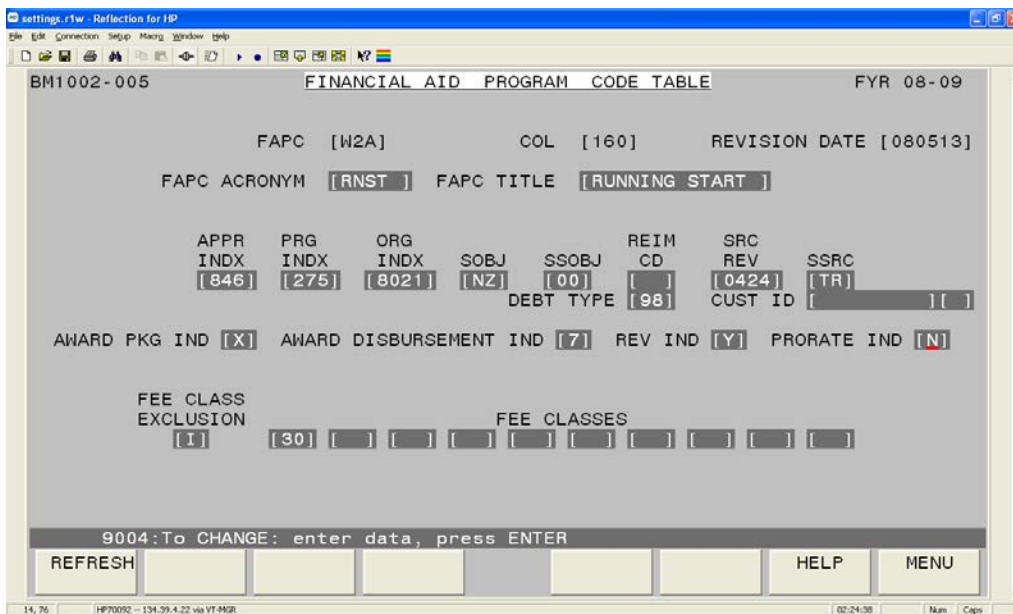 settings.r1w - Reflection for HP
File Edit Connection Setup Macro Window Help
BM1002-005 FINANCIAL AID PROGRAM CODE TABLE FYR 08-09
FAPC [W2A] COL [160] REVISION DATE [080513]
FAPC ACRONYM [RNST ] FAPC TITLE [RUNNING START ]
APPR PRG ORG REIM SRC
INDX INDX INDX SOBJ SSOBJ CD REV SSRC
[846] [275] [8021] [NZ] [00] [ ] [0424] [TR]
DEBT TYPE [98] CUST ID [ ] [ ]
AWARD PKG IND [X] AWARD DISBURSEMENT IND [7] REV IND [Y] PRORATE IND [N]
FEE CLASS
EXCLUSION FEE CLASSES
[I] [30] [ ] [ ] [ ] [ ] [ ] [ ] [ ] [ ] [ ]
9004:To CHANGE: enter data, press ENTER
REFRESH HELP MENU
14, 76 HP70092 -- 134.39.4.22 via VT-MGR 02:24:38 Num Caps